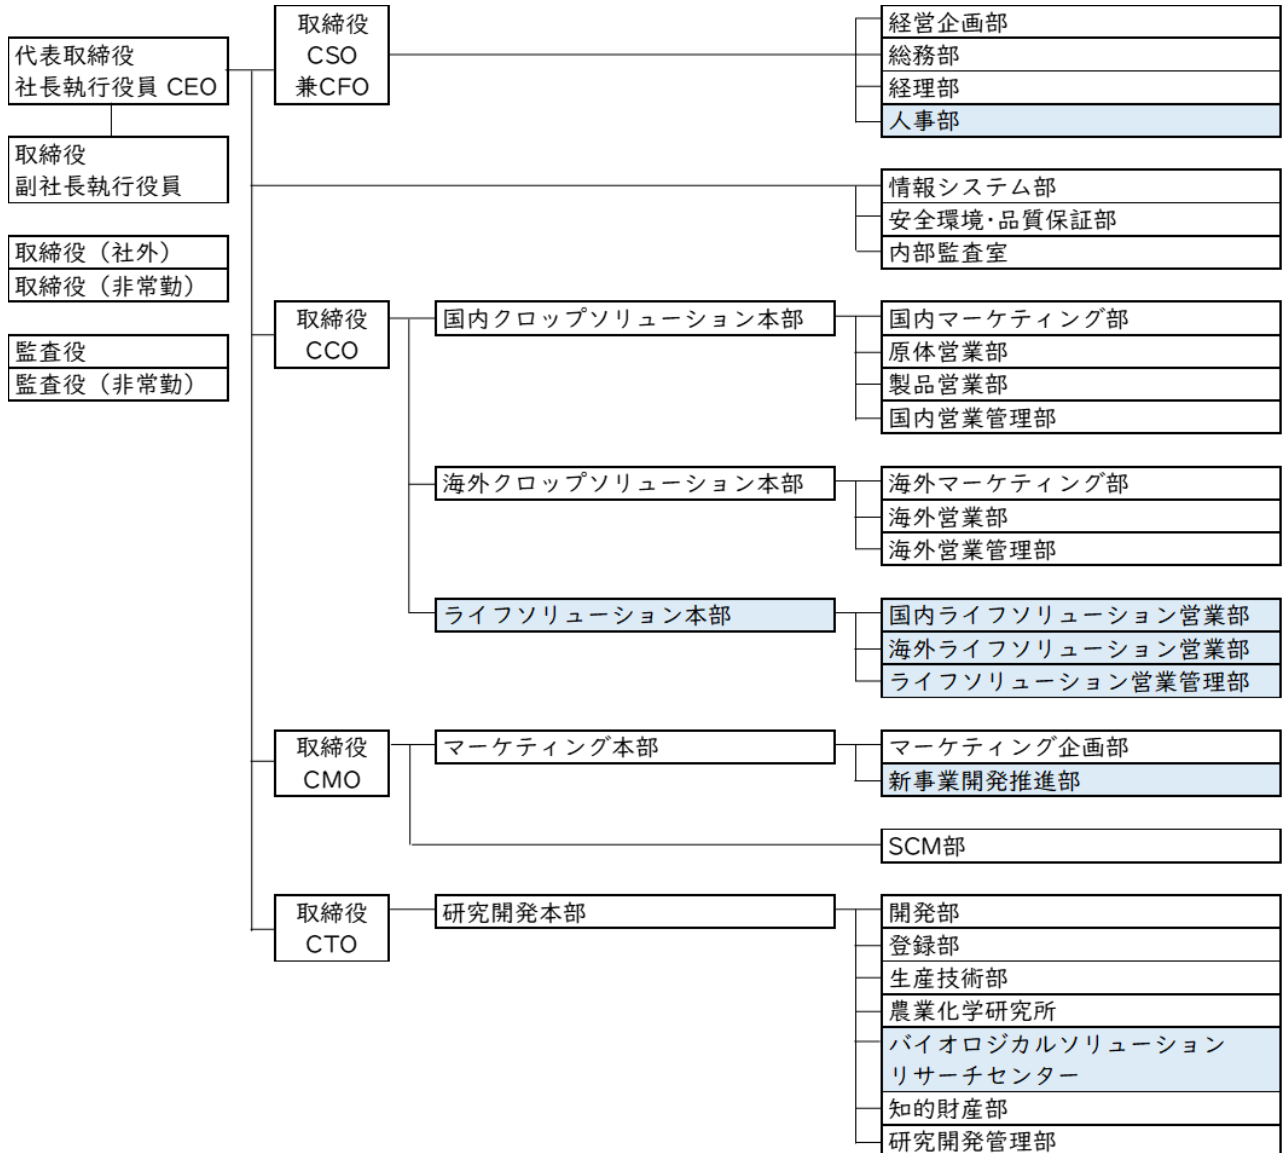 代表取締役
社長執行役員 CEO
取締役
副社長執行役員
取締役（社外）
取締役（非常勤）
監査役
監査役（非常勤）
取締役
CSO
兼CFO
経営企画部
総務部
経理部
人事部
情報システム部
安全環境・品質保証部
内部監査室
取締役
CCO
国内クロップソリューション本部
国内マーケティング部
原体営業部
製品営業部
国内営業管理部
海外クロップソリューション本部
海外マーケティング部
海外営業部
海外営業管理部
ライフソリューション本部
国内ライフソリューション営業部
海外ライフソリューション営業部
ライフソリューション営業管理部
取締役
CMO
マーケティング本部
マーケティング企画部
新事業開発推進部
SCM部
取締役
CTO
研究開発本部
開発部
登録部
生産技術部
農業化学研究所
バイオロジカルソリューション
リサーチセンター
知的財産部
研究開発管理部